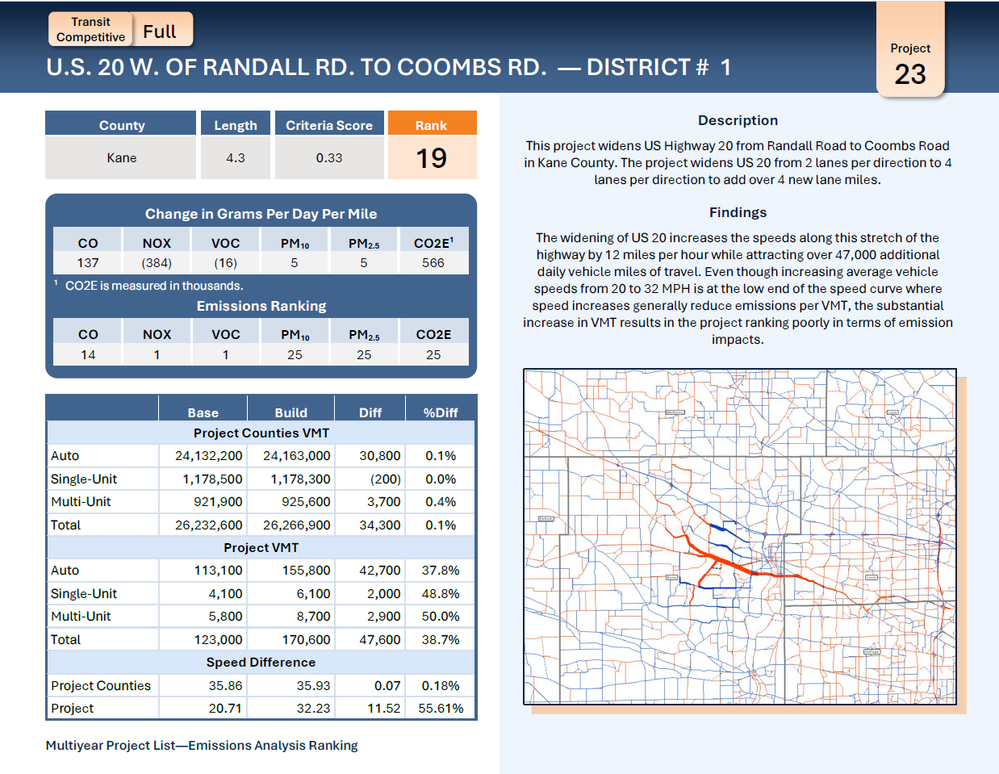 Transit
Competitive
Full
U.S. 20 W. OF RANDALL RD. TO COOMBS RD. — DISTRICT # 1
Project
23
County Length Criteria Score Rank
Kane 4.3 0.33 19
Change in Grams Per Day Per Mile
CO NOX VOC PM10 PM2.5 CO2E¹
137 (384) (16) 5 5 566
¹ CO2E is measured in thousands.
Emissions Ranking
CO NOX VOC PM10 PM2.5 CO2E
14 1 1 25 25 25
Base Build Diff %Diff
Project Counties VMT
Auto 24,132,200 24,163,000 30,800 0.1%
Single-Unit 1,178,500 1,178,300 (200) 0.0%
Multi-Unit 921,900 925,600 3,700 0.4%
Total 26,232,600 26,266,900 34,300 0.1%
Project VMT
Auto 113,100 155,800 42,700 37.8%
Single-Unit 4,100 6,100 2,000 48.8%
Multi-Unit 5,800 8,700 2,900 50.0%
Total 123,000 170,600 47,600 38.7%
Speed Difference
Project Counties 35.86 35.93 0.07 0.18%
Project 20.71 32.23 11.52 55.61%
Multiyear Project List—Emissions Analysis Ranking
Description
This project widens US Highway 20 from Randall Road to Coombs Road
in Kane County. The project widens US 20 from 2 lanes per direction to 4
lanes per direction to add over 4 new lane miles.
Findings
The widening of US 20 increases the speeds along this stretch of the
highway by 12 miles per hour while attracting over 47,000 additional
daily vehicle miles of travel. Even though increasing average vehicle
speeds from 20 to 32 MPH is at the low end of the speed curve where
speed increases generally reduce emissions per VMT, the substantial
increase in VMT results in the project ranking poorly in terms of emission
impacts.
McHenry
Lake
DeKalb
Kane
Cook
DuPage